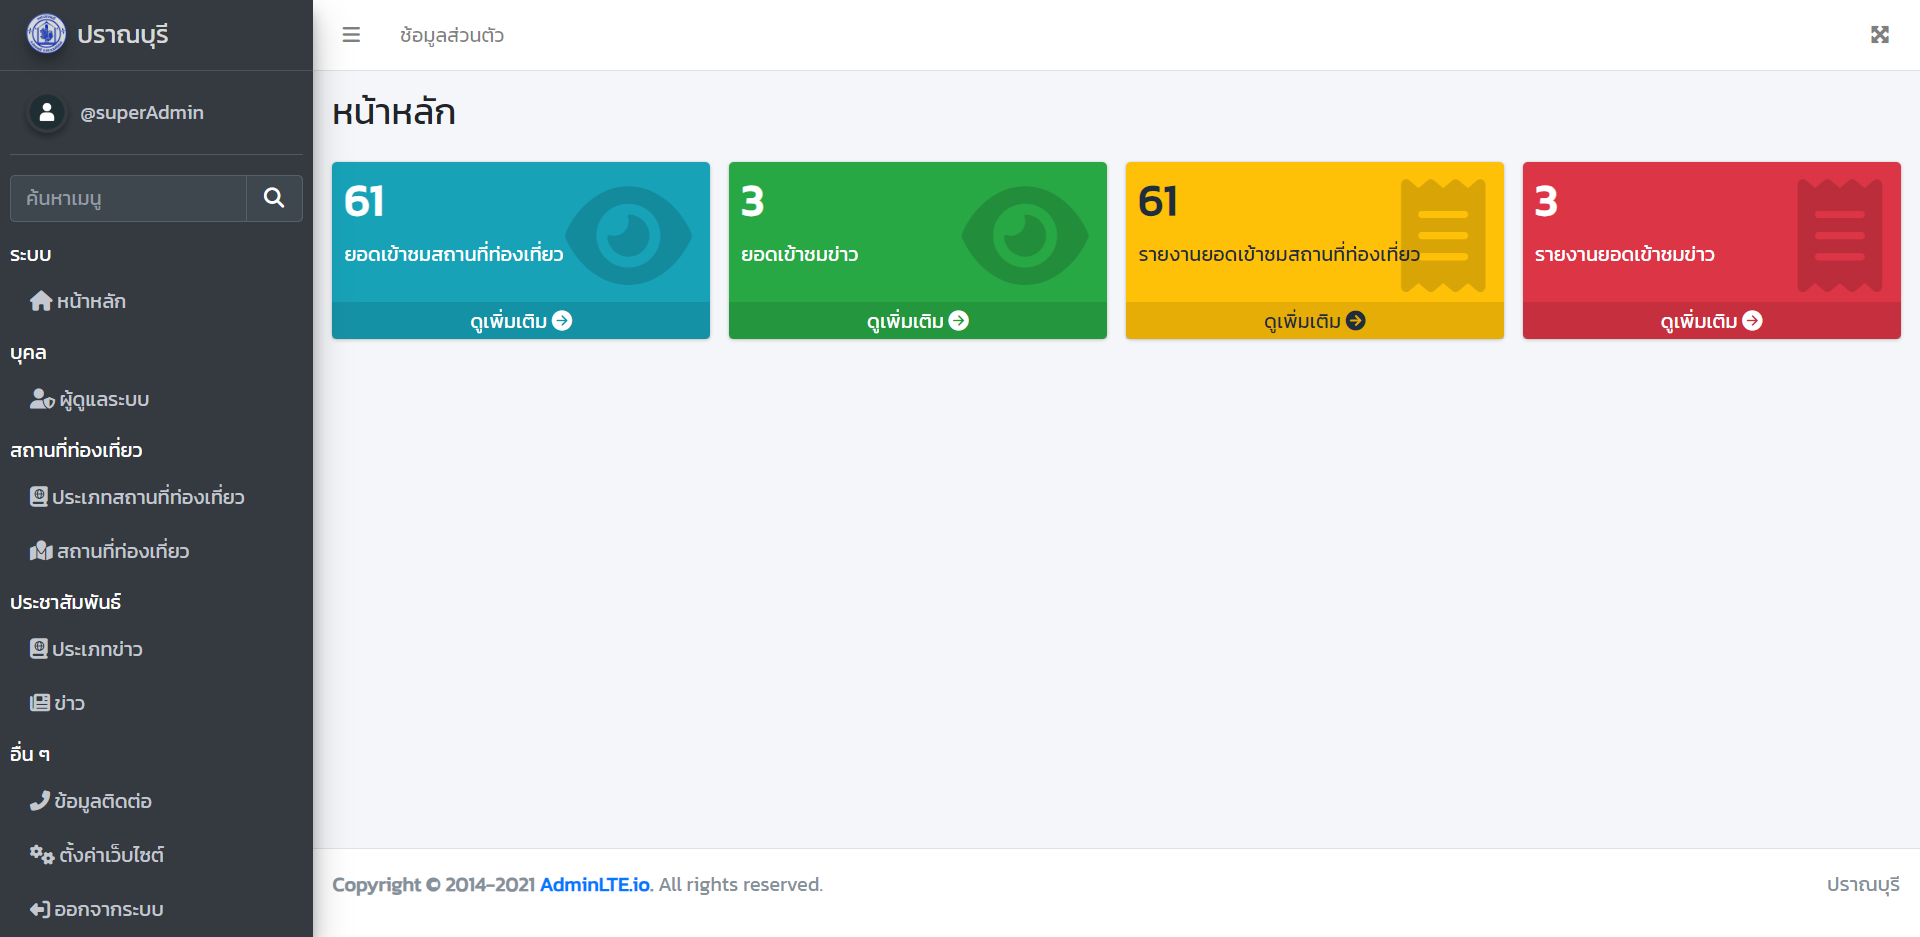 ปราณบุรี
@superAdmin
ค้นหาเมนู
ระบบ
หน้าหลัก
บุคล
ผู้ดูแลระบบ
สถานที่ท่องเที่ยว
ประเภทสถานที่ท่องเที่ยว
สถานที่ท่องเที่ยว
ประชาสัมพันธ์
ประเภทข่าว
ข่าว
อื่น ๆ
ข้อมูลติดต่อ
ตั้งค่าเว็บไซต์
ออกจากระบบ
ข้อมูลส่วนตัว
หน้าหลัก
61
ยอดเข้าชมสถานที่ท่องเที่ยว
ดูเพิ่มเติม
3
ยอดเข้าชมข่าว
ดูเพิ่มเติม
61
รายงานยอดเข้าชมสถานที่ท่องเที่ยว
ดูเพิ่มเติม
3
รายงานยอดเข้าชมข่าว
ดูเพิ่มเติม
Copyright © 2014-2021 AdminLTE.io. All rights reserved.
ปราณบุรี